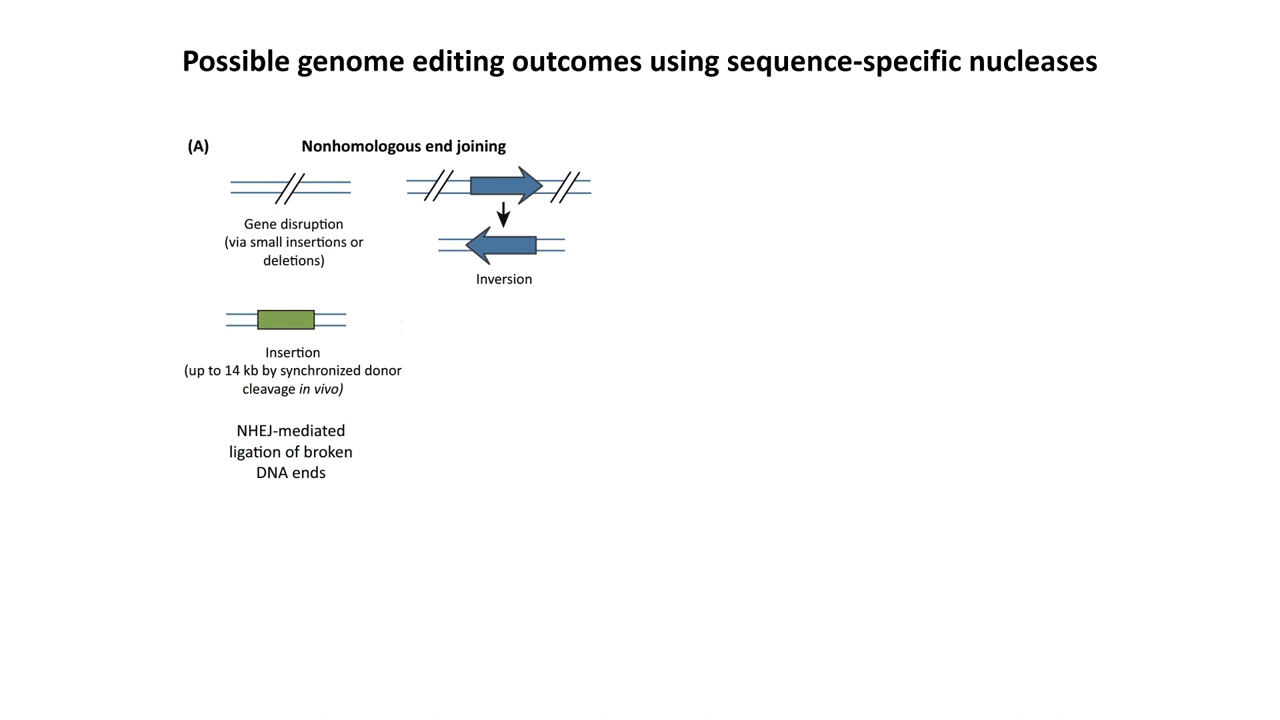 Possible genome editing outcomes using sequence-specific nucleases
(A) Nonhomologous end joining
Gene disruption
(via small insertions or
deletions)
Inversion
Insertion
(up to 14 kb by synchronized donor
cleavage in vivo)
NHEJ-mediated
ligation of broken
DNA ends